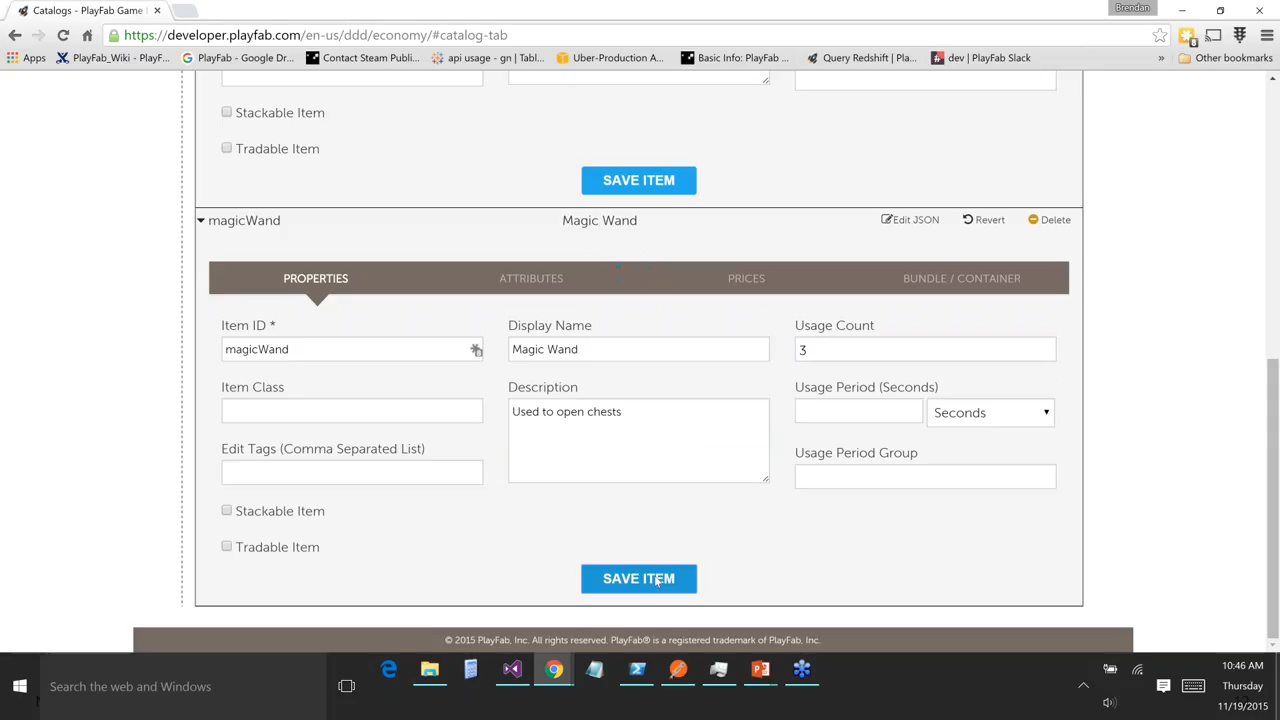 Catalogs - PlayFab Game
Brendan
https://developer.playfab.com/en-us/ddd/economy/#catalog-tab
Apps
PlayFab_Wiki - PlayF...
PlayFab - Google Dr...
Contact Steam Publi...
api usage - gn | Tabl...
Uber-Production A...
Basic Info: PlayFab ...
Query Redshift | Pla...
dev | PlayFab Slack
»
Other bookmarks
Stackable Item
Tradable Item
SAVE ITEM
magicWand
Magic Wand
Edit JSON
Revert
Delete
PROPERTIES
ATTRIBUTES
PRICES
BUNDLE / CONTAINER
Item ID *
Display Name
Usage Count
magicWand
Magic Wand
3
Item Class
Description
Usage Period (Seconds)
Used to open chests
Seconds
Edit Tags (Comma Separated List)
Usage Period Group
Stackable Item
Tradable Item
SAVE ITEM
© 2015 PlayFab, Inc. All rights reserved. PlayFab® is a registered trademark of PlayFab, Inc.
Search the web and Windows
10:46 AM
Thursday
11/19/2015